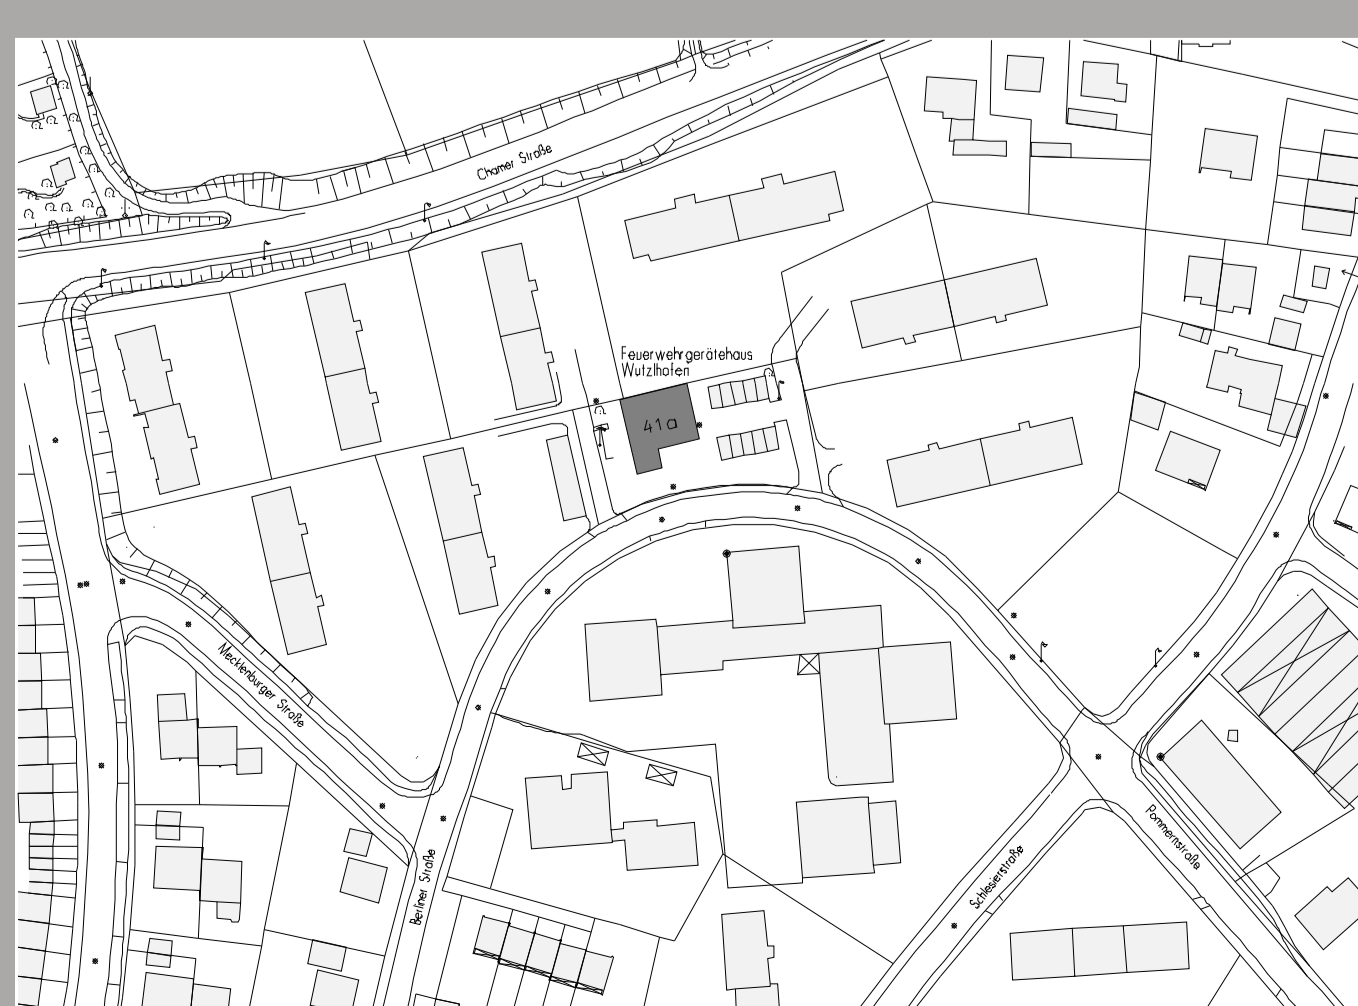 Chamer Straße
Feuerwehrgerätehaus
Wutzlhofen
41a
Mecklenburger Straße
Berliner Straße
Schlesierstraße
Pommernstraße